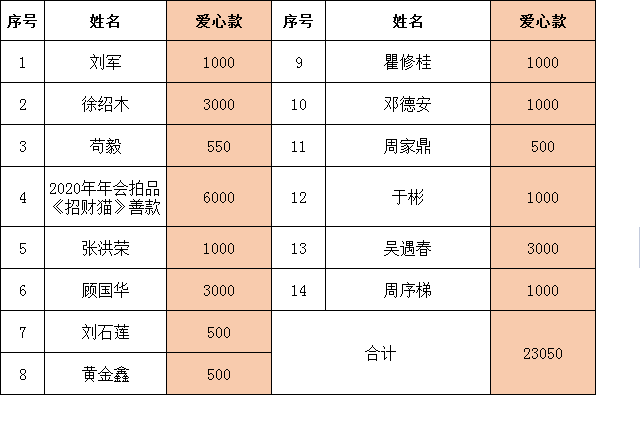 序号 姓名 爱心款 序号 姓名 爱心款
1 刘军 1000 9 瞿修桂 1000
2 徐绍木 3000 10 邓德安 1000
3 苟毅 550 11 周家鼎 500
4 2020年年会拍品
《招财猫》善款 6000 12 于彬 1000
5 张洪荣 1000 13 吴遇春 3000
6 顾国华 3000 14 周序梯 1000
7 刘石莲 500 合计 23050
8 黄金鑫 500